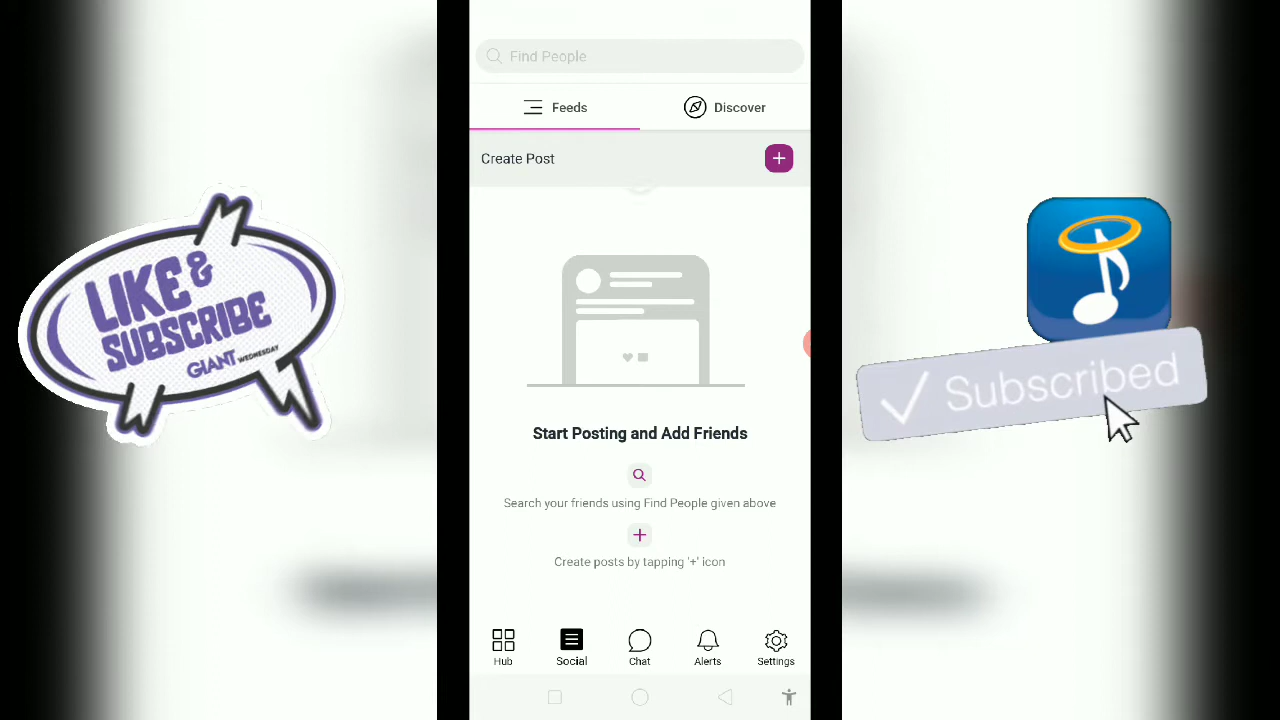 Find People
Feeds
Discover
Create Post
LIKE &
SUBSCRIBE
GIANT WEDNESDAY
Subscribed
Start Posting and Add Friends
Search your friends using Find People given above
Create posts by tapping '+' icon
Hub
Social
Chat
Alerts
Settings